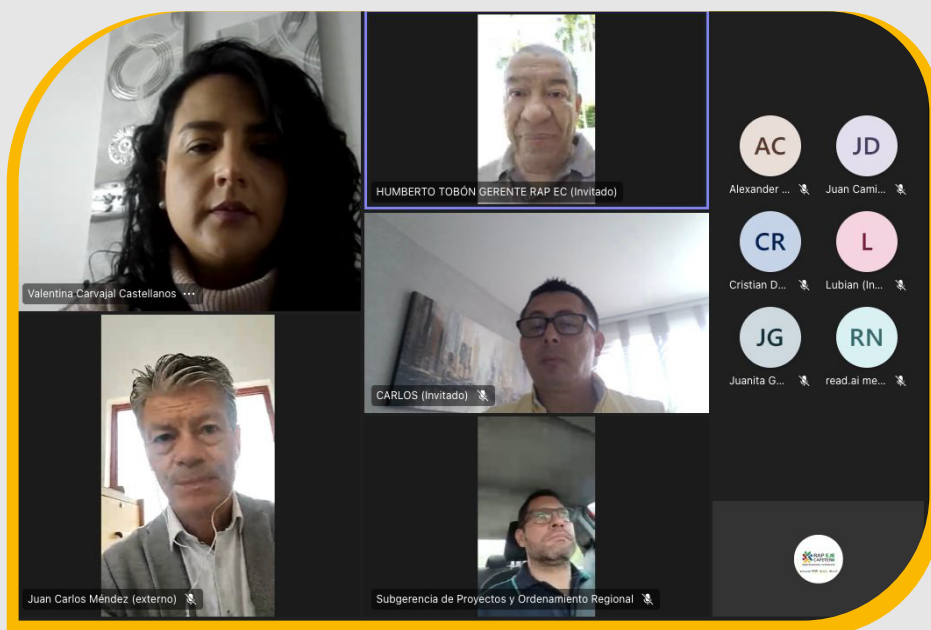 Valentina Carvajal Castellanos ...
HUMBERTO TOBÓN GERENTE RAP EC (Invitado)
CARLOS (Invitado)
Juan Carlos Méndez (externo)
Subgerencia de Proyectos y Ordenamiento Regional
AC
JD
Alexander ...
Juan Cami...
CR
L
Cristian D...
Lubian (In...
JG
RN
Juanita G...
read.ai me...
RAP EJE
CAFETERO